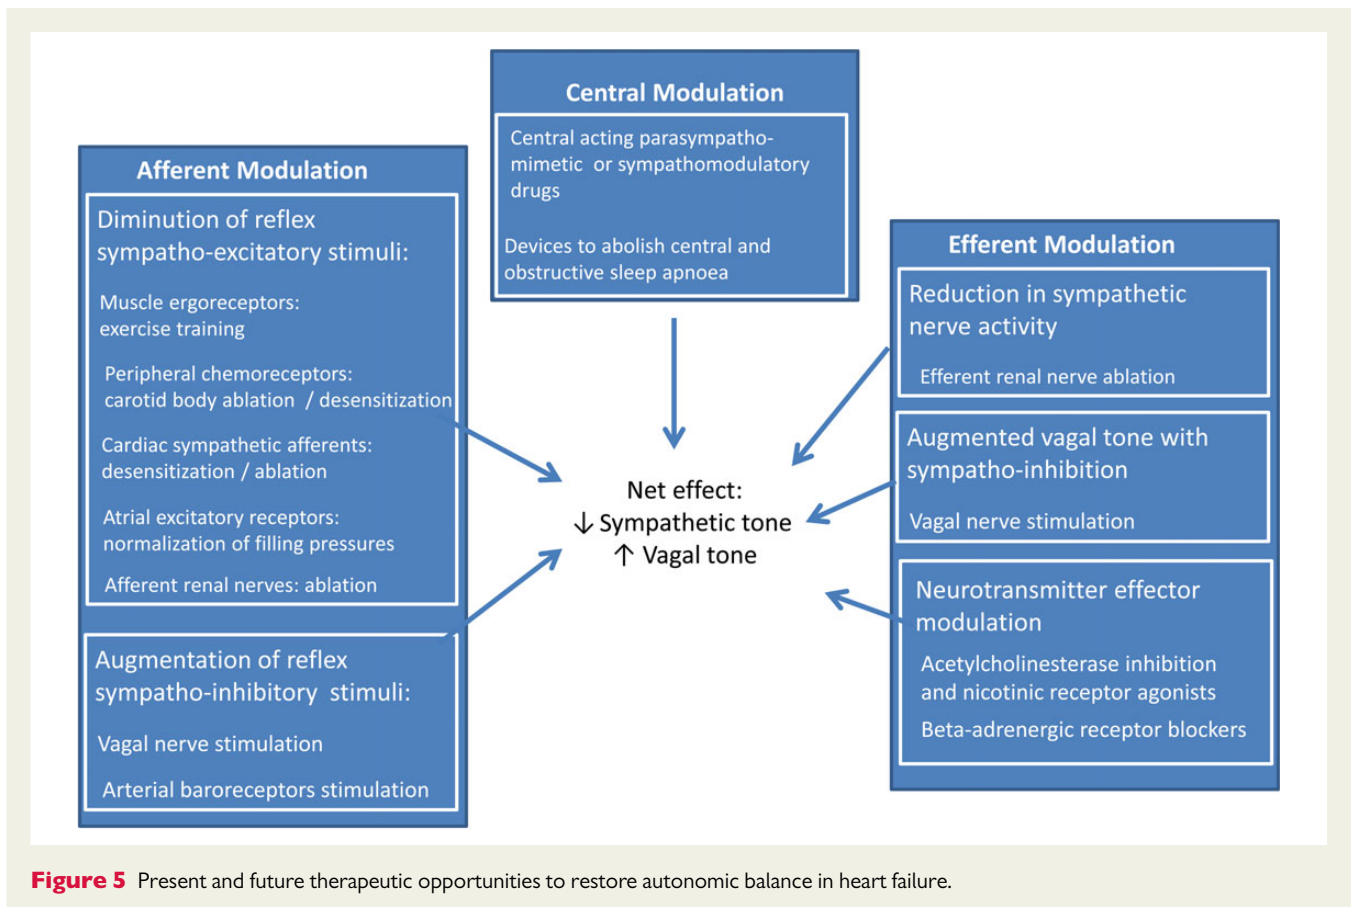 Central Modulation
Central acting parasympatho-
mimetic or sympathomodulatory
drugs
Devices to abolish central and
obstructive sleep apnoea
Afferent Modulation
Diminution of reflex
sympatho-excitatory stimuli:
Muscle ergoreceptors:
exercise training
Peripheral chemoreceptors:
carotid body ablation / desensitization
Cardiac sympathetic afferents:
desensitization / ablation
Atrial excitatory receptors:
normalization of filling pressures
Afferent renal nerves: ablation
Augmentation of reflex
sympatho-inhibitory stimuli:
Vagal nerve stimulation
Arterial baroreceptors stimulation
Net effect:
↓ Sympathetic tone
↑ Vagal tone
Efferent Modulation
Reduction in sympathetic
nerve activity
Efferent renal nerve ablation
Augmented vagal tone with
sympatho-inhibition
Vagal nerve stimulation
Neurotransmitter effector
modulation
Acetylcholinesterase inhibition
and nicotinic receptor agonists
Beta-adrenergic receptor blockers
Figure 5 Present and future therapeutic opportunities to restore autonomic balance in heart failure.